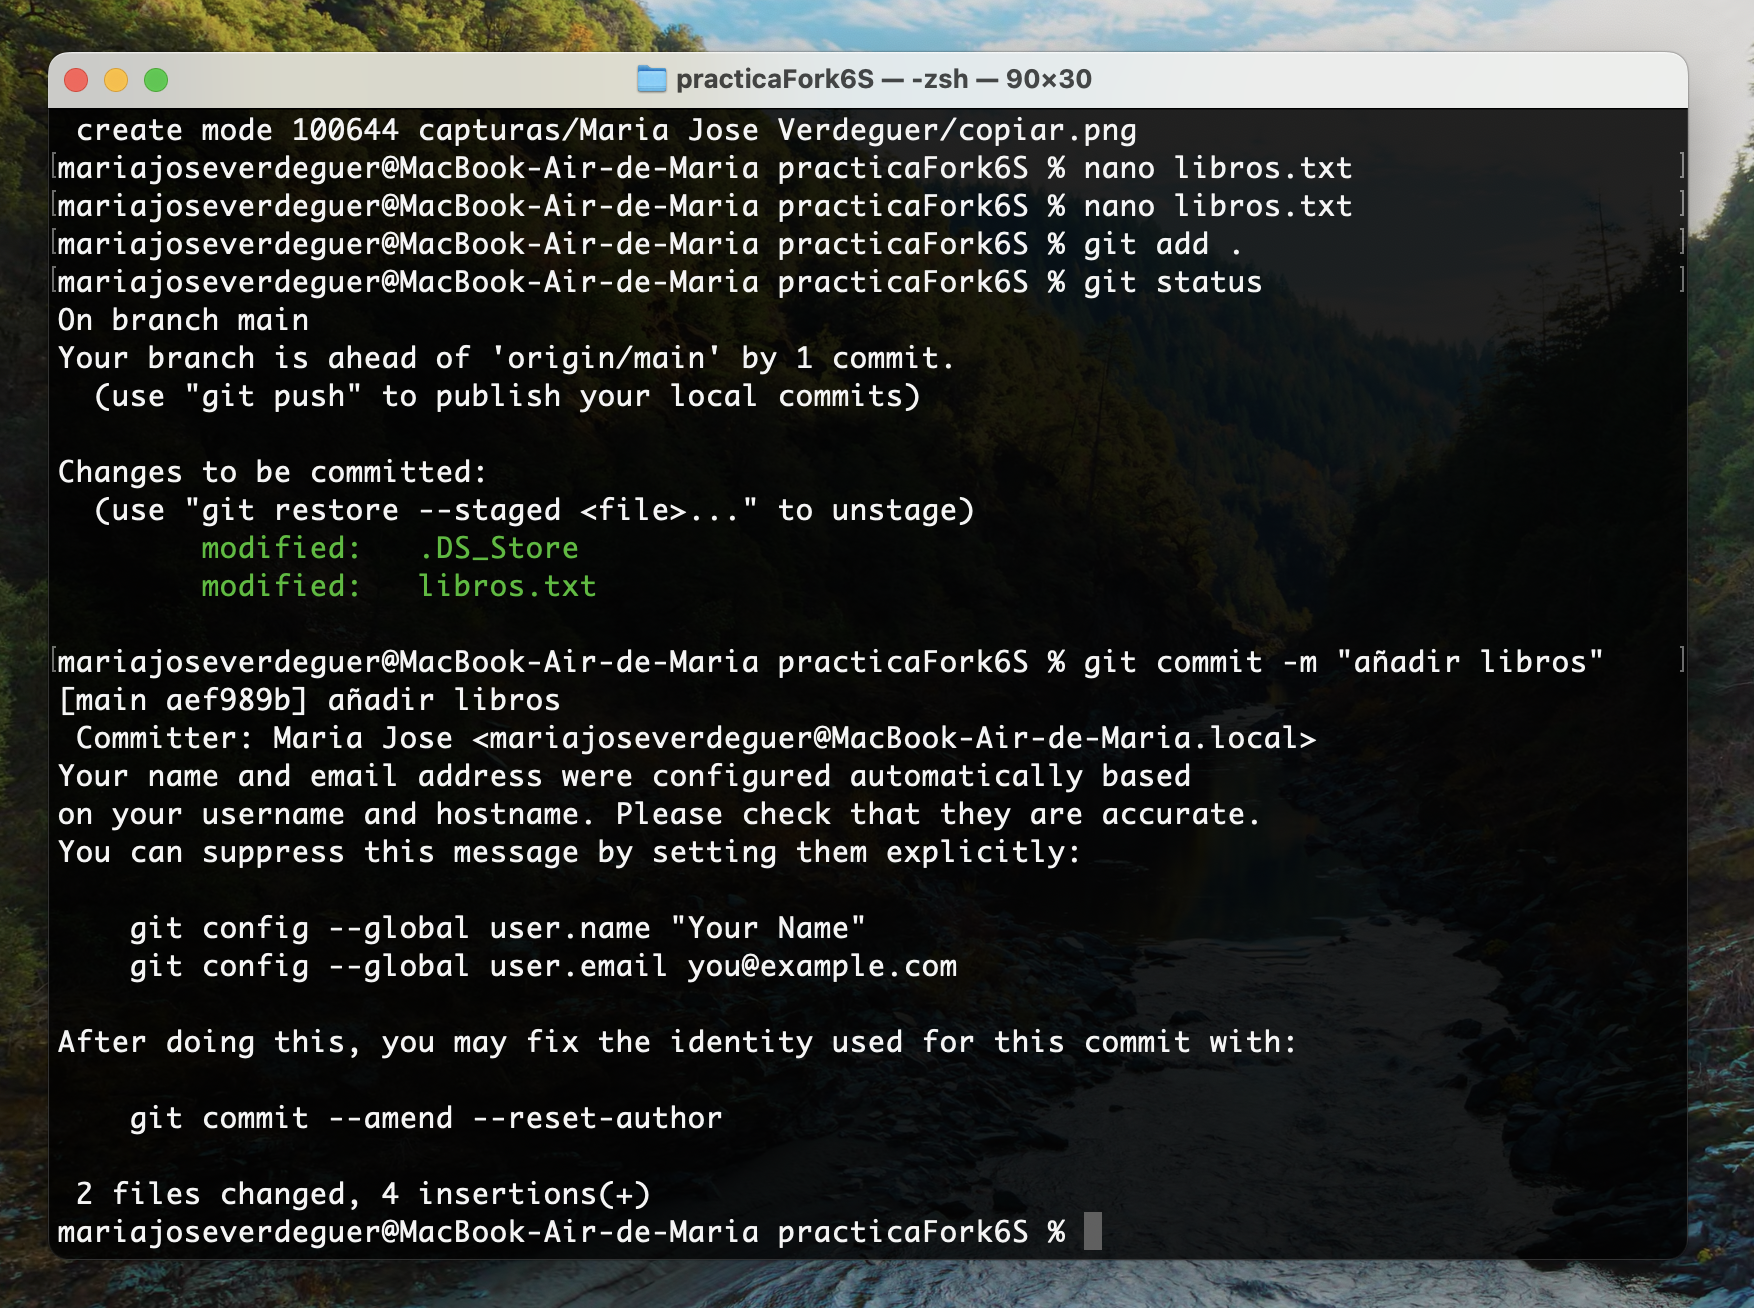 practicaFork6S — -zsh — 90×30
create mode 100644 capturas/Maria Jose Verdeguer/copiar.png
[mariajoseverdeguer@MacBook-Air-de-Maria practicaFork6S % nano libros.txt ]
[mariajoseverdeguer@MacBook-Air-de-Maria practicaFork6S % nano libros.txt ]
[mariajoseverdeguer@MacBook-Air-de-Maria practicaFork6S % git add . ]
[mariajoseverdeguer@MacBook-Air-de-Maria practicaFork6S % git status ]
On branch main
Your branch is ahead of 'origin/main' by 1 commit.
  (use "git push" to publish your local commits)

Changes to be committed:
  (use "git restore --staged <file>..." to unstage)
        modified:   .DS_Store
        modified:   libros.txt

[mariajoseverdeguer@MacBook-Air-de-Maria practicaFork6S % git commit -m "añadir libros" ]
[main aef989b] añadir libros
 Committer: Maria Jose <mariajoseverdeguer@MacBook-Air-de-Maria.local>
Your name and email address were configured automatically based
on your username and hostname. Please check that they are accurate.
You can suppress this message by setting them explicitly:

    git config --global user.name "Your Name"
    git config --global user.email you@example.com

After doing this, you may fix the identity used for this commit with:

    git commit --amend --reset-author

 2 files changed, 4 insertions(+)
mariajoseverdeguer@MacBook-Air-de-Maria practicaFork6S %